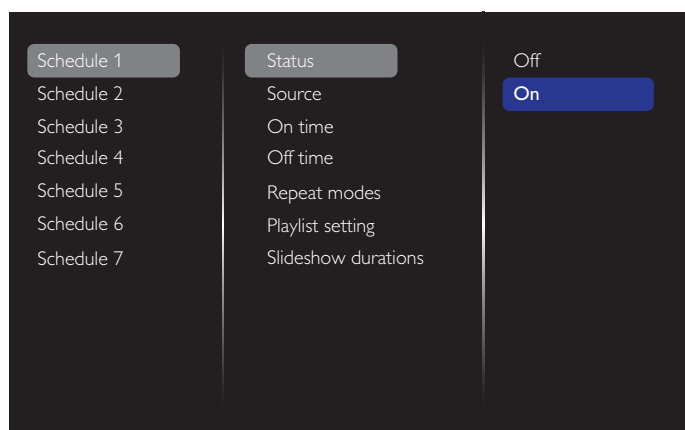 Schedule 1
Schedule 2
Schedule 3
Schedule 4
Schedule 5
Schedule 6
Schedule 7
Status
Source
On time
Off time
Repeat modes
Playlist setting
Slideshow durations
Off
On